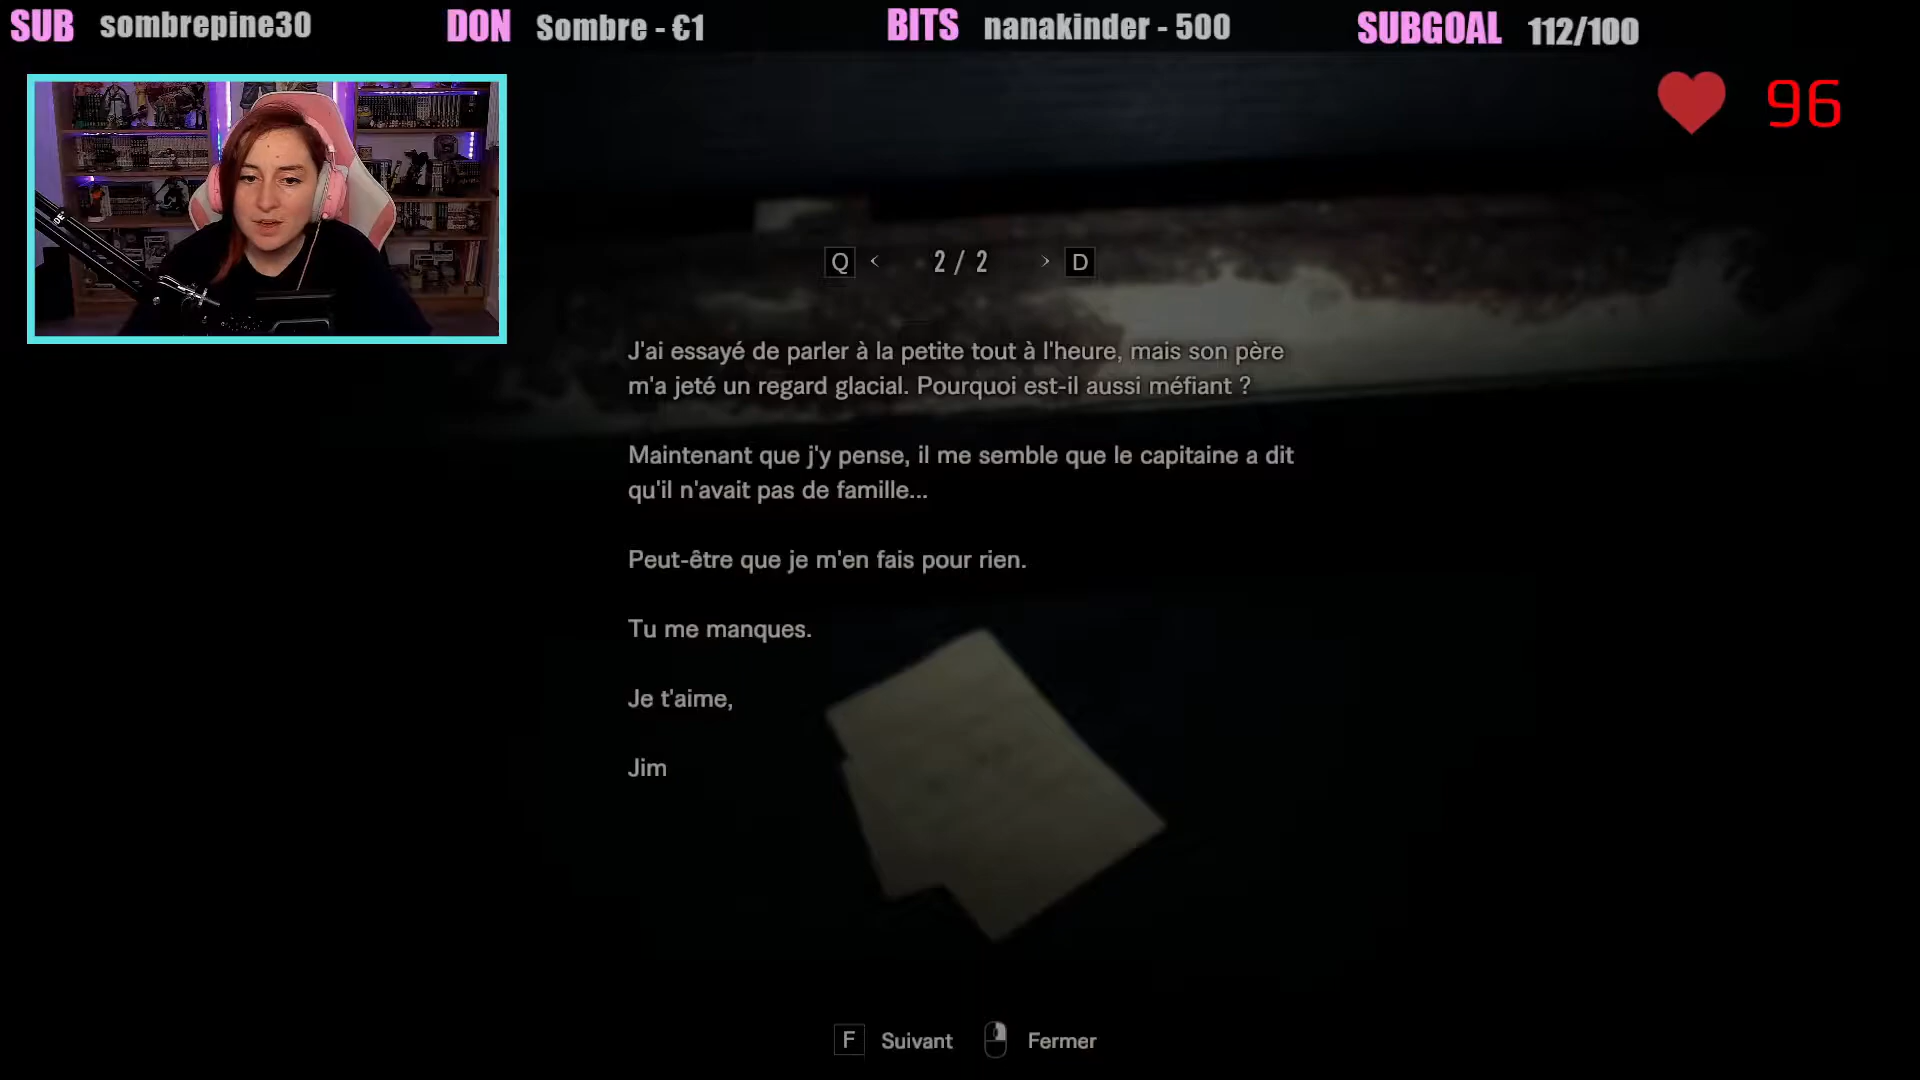 SUB sombrepine30 DON Sombre - €1 BITS nanakinder - 500 SUBGOAL 112/100
96
Q < 2 / 2 > D
J'ai essayé de parler à la petite tout à l'heure, mais son père
m'a jeté un regard glacial. Pourquoi est-il aussi méfiant ?
Maintenant que j'y pense, il me semble que le capitaine a dit
qu'il n'avait pas de famille...
Peut-être que je m'en fais pour rien.
Tu me manques.
Je t'aime,
Jim
F Suivant Fermer